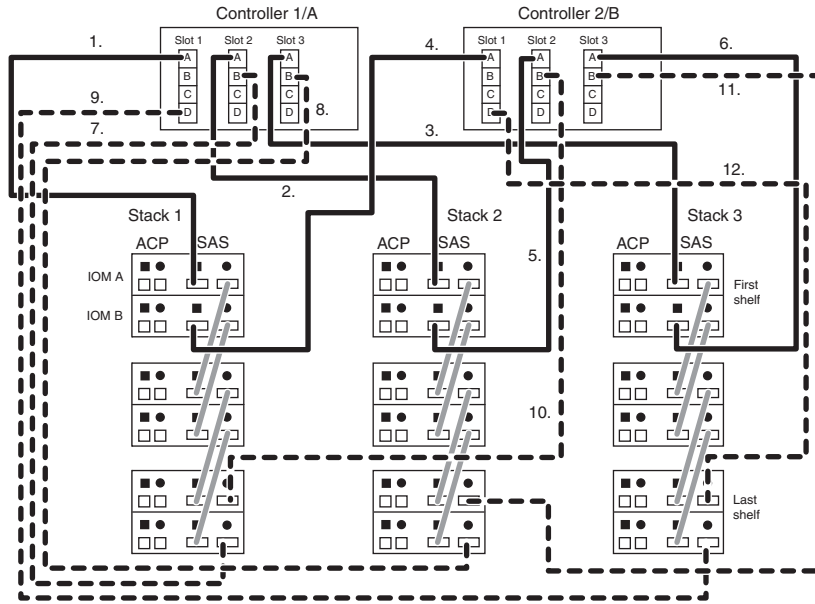 Controller 1/A
Controller 2/B
Slot 1 Slot 2 Slot 3
Slot 1 Slot 2 Slot 3
A A A
B B B
C C C
D D D
A A A
B B B
C C C
D D D
1.
4.
6.
9.
8.
11.
7.
3.
12.
2.
Stack 1
Stack 2
Stack 3
ACP SAS
ACP SAS
ACP SAS
5.
IOM A
First
shelf
IOM B
10.
Last
shelf